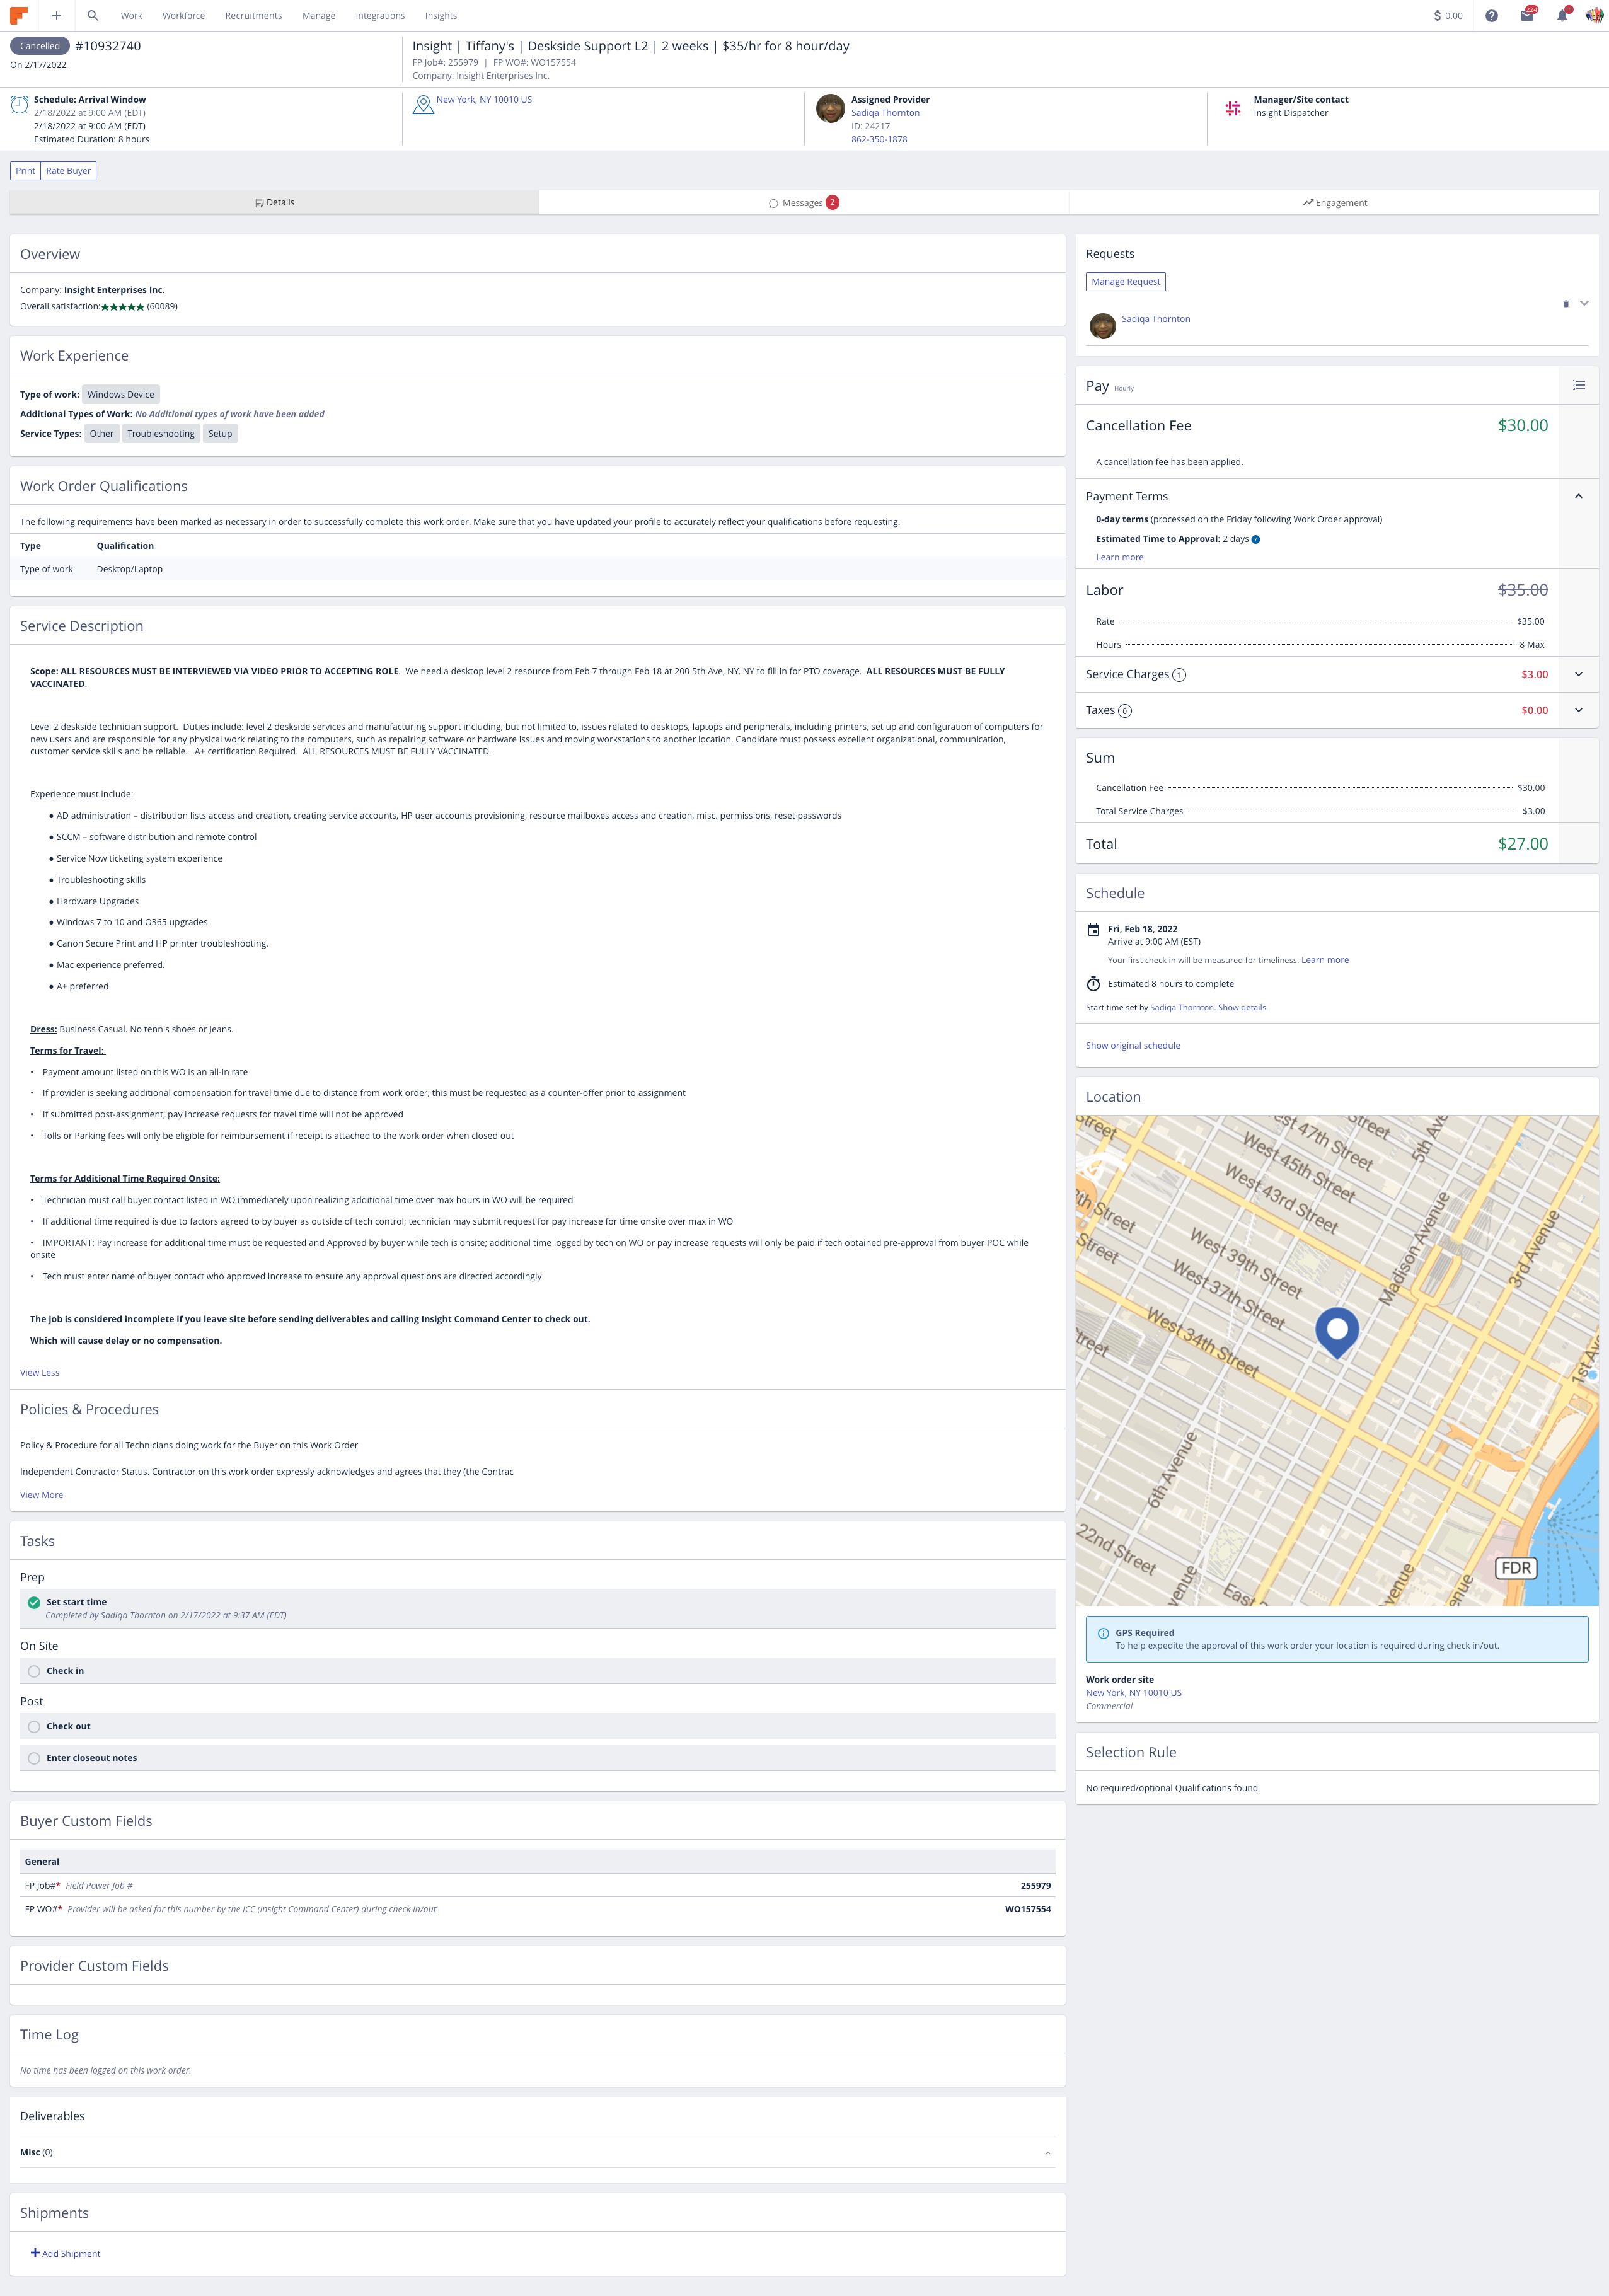 Work Workforce Recruitments Manage Integrations Insights
$ 0.00
224
11
Cancelled #10932740
On 2/17/2022
Insight | Tiffany's | Deskside Support L2 | 2 weeks | $35/hr for 8 hour/day
FP Job#: 255979 | FP WO#: WO157554
Company: Insight Enterprises Inc.
Schedule: Arrival Window
2/18/2022 at 9:00 AM (EDT)
2/18/2022 at 9:00 AM (EDT)
Estimated Duration: 8 hours
New York, NY 10010 US
Assigned Provider
Sadiqa Thornton
ID: 24217
862-350-1878
Manager/Site contact
Insight Dispatcher
Print Rate Buyer
Details
Messages 2
Engagement
Overview
Company: Insight Enterprises Inc.
Overall satisfaction:★★★★★ (60089)
Work Experience
Type of work: Windows Device
Additional Types of Work: No Additional types of work have been added
Service Types: Other Troubleshooting Setup
Work Order Qualifications
The following requirements have been marked as necessary in order to successfully complete this work order. Make sure that you have updated your profile to accurately reflect your qualifications before requesting.
Type Qualification
Type of work Desktop/Laptop
Service Description
Scope: ALL RESOURCES MUST BE INTERVIEWED VIA VIDEO PRIOR TO ACCEPTING ROLE. We need a desktop level 2 resource from Feb 7 through Feb 18 at 200 5th Ave, NY, NY to fill in for PTO coverage. ALL RESOURCES MUST BE FULLY
VACCINATED.
Level 2 deskside technician support. Duties include: level 2 deskside services and manufacturing support including, but not limited to, issues related to desktops, laptops and peripherals, including printers, set up and configuration of computers for
new users and are responsible for any physical work relating to the computers, such as repairing software or hardware issues and moving workstations to another location. Candidate must possess excellent organizational, communication,
customer service skills and be reliable. A+ certification Required. ALL RESOURCES MUST BE FULLY VACCINATED.
Experience must include:
● AD administration – distribution lists access and creation, creating service accounts, HP user accounts provisioning, resource mailboxes access and creation, misc. permissions, reset passwords
● SCCM – software distribution and remote control
● Service Now ticketing system experience
● Troubleshooting skills
● Hardware Upgrades
● Windows 7 to 10 and O365 upgrades
● Canon Secure Print and HP printer troubleshooting.
● Mac experience preferred.
● A+ preferred
Dress: Business Casual. No tennis shoes or Jeans.
Terms for Travel:
• Payment amount listed on this WO is an all-in rate
• If provider is seeking additional compensation for travel time due to distance from work order, this must be requested as a counter-offer prior to assignment
• If submitted post-assignment, pay increase requests for travel time will not be approved
• Tolls or Parking fees will only be eligible for reimbursement if receipt is attached to the work order when closed out
Terms for Additional Time Required Onsite:
• Technician must call buyer contact listed in WO immediately upon realizing additional time over max hours in WO will be required
• If additional time required is due to factors agreed to by buyer as outside of tech control; technician may submit request for pay increase for time onsite over max in WO
• IMPORTANT: Pay increase for additional time must be requested and Approved by buyer while tech is onsite; additional time logged by tech on WO or pay increase requests will only be paid if tech obtained pre-approval from buyer POC while
onsite
• Tech must enter name of buyer contact who approved increase to ensure any approval questions are directed accordingly
The job is considered incomplete if you leave site before sending deliverables and calling Insight Command Center to check out.
Which will cause delay or no compensation.
View Less
Policies & Procedures
Policy & Procedure for all Technicians doing work for the Buyer on this Work Order
Independent Contractor Status. Contractor on this work order expressly acknowledges and agrees that they (the Contrac
View More
Tasks
Prep
Set start time
Completed by Sadiqa Thornton on 2/17/2022 at 9:37 AM (EDT)
On Site
Check in
Post
Check out
Enter closeout notes
Buyer Custom Fields
General
FP Job#* Field Power Job # 255979
FP WO#* Provider will be asked for this number by the ICC (Insight Command Center) during check in/out. WO157554
Provider Custom Fields
Time Log
No time has been logged on this work order.
Deliverables
Misc (0)
Shipments
+ Add Shipment
Requests
Manage Request
Sadiqa Thornton
Pay Hourly
Cancellation Fee $30.00
A cancellation fee has been applied.
Payment Terms
0-day terms (processed on the Friday following Work Order approval)
Estimated Time to Approval: 2 days
Learn more
Labor $35.00
Rate $35.00
Hours 8 Max
Service Charges 1 $3.00
Taxes 0 $0.00
Sum
Cancellation Fee $30.00
Total Service Charges $3.00
Total $27.00
Schedule
Fri, Feb 18, 2022
Arrive at 9:00 AM (EST)
Your first check in will be measured for timeliness. Learn more
Estimated 8 hours to complete
Start time set by Sadiqa Thornton. Show details
Show original schedule
Location
Street
est 47th Street
Street
5th Ave
West 45th Street
West 43rd Street
8th Street
Street
West 39th Street
West 37th Street
Madison Avenue
3rd Avenue
West 34th Street
treet
1st Av
6th Avenue
22nd Street
FDR
venue
East 2
venue
enue
GPS Required
To help expedite the approval of this work order your location is required during check in/out.
Work order site
New York, NY 10010 US
Commercial
Selection Rule
No required/optional Qualifications found